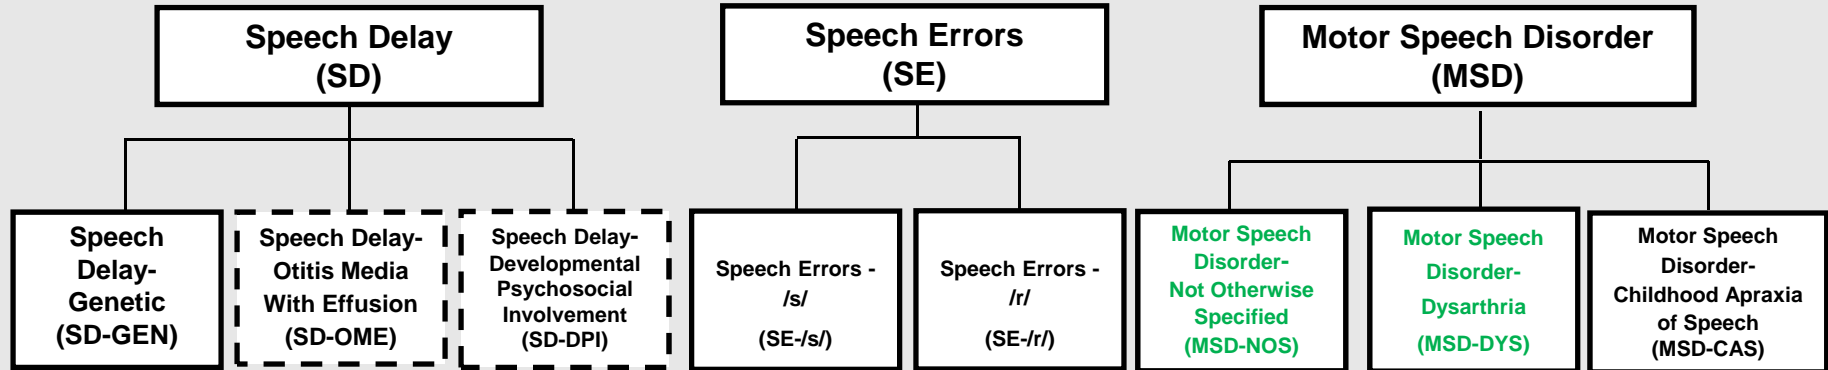 Speech Delay
(SD)
Speech Errors
(SE)
Motor Speech Disorder
(MSD)
Speech
Delay-
Genetic
(SD-GEN)
Speech Delay-
Otitis Media
With Effusion
(SD-OME)
Speech Delay-
Developmental
Psychosocial
Involvement
(SD-DPI)
Speech Errors -
/s/
(SE-/s/)
Speech Errors -
/r/
(SE-/r/)
Motor Speech
Disorder-
Not Otherwise
Specified
(MSD-NOS)
Motor Speech
Disorder-
Dysarthria
(MSD-DYS)
Motor Speech
Disorder-
Childhood Apraxia
of Speech
(MSD-CAS)